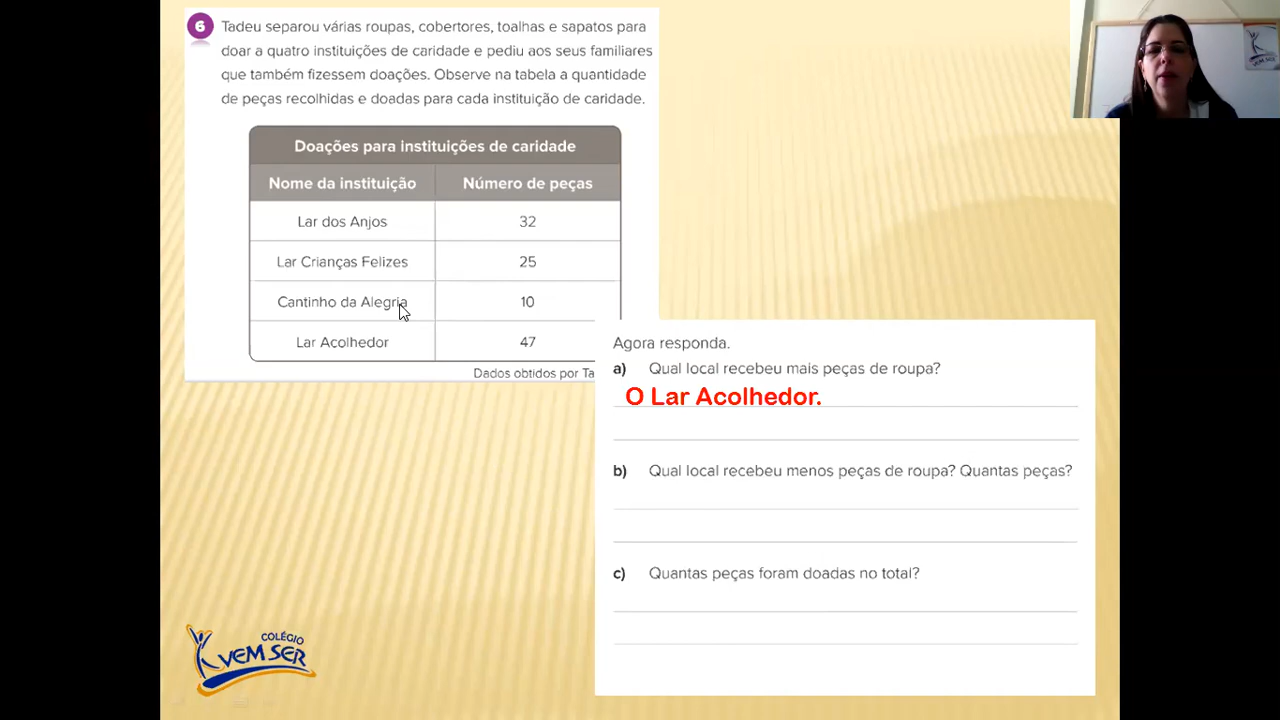 6
Tadeu separou várias roupas, cobertores, toalhas e sapatos para
doar a quatro instituições de caridade e pediu aos seus familiares
que também fizessem doações. Observe na tabela a quantidade
de peças recolhidas e doadas para cada instituição de caridade.
Doações para instituições de caridade
Nome da instituição Número de peças
Lar dos Anjos 32
Lar Crianças Felizes 25
Cantinho da Alegria 10
Lar Acolhedor 47
Dados obtidos por Ta
Agora responda.
a) Qual local recebeu mais peças de roupa?
O Lar Acolhedor.
b) Qual local recebeu menos peças de roupa? Quantas peças?
c) Quantas peças foram doadas no total?
COLÉGIO
VEM SER
VEM SER